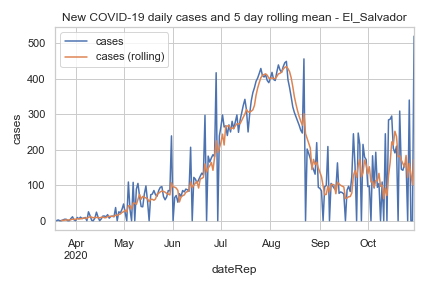 New COVID-19 daily cases and 5 day rolling mean - El_Salvador
cases
cases (rolling)
500
400
300
200
100
0
cases
Apr
2020
May
Jun
Jul
Aug
Sep
Oct
dateRep